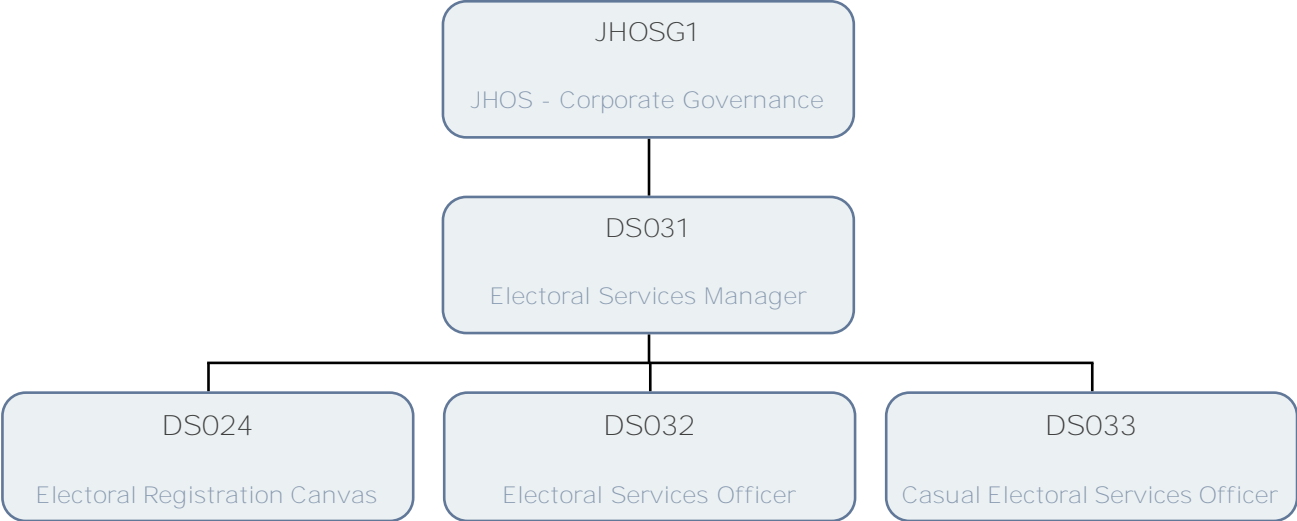 JHOSG1
JHOS - Corporate Governance
DS031
Electoral Services Manager
DS024
Electoral Registration Canvas
DS032
Electoral Services Officer
DS033
Casual Electoral Services Officer